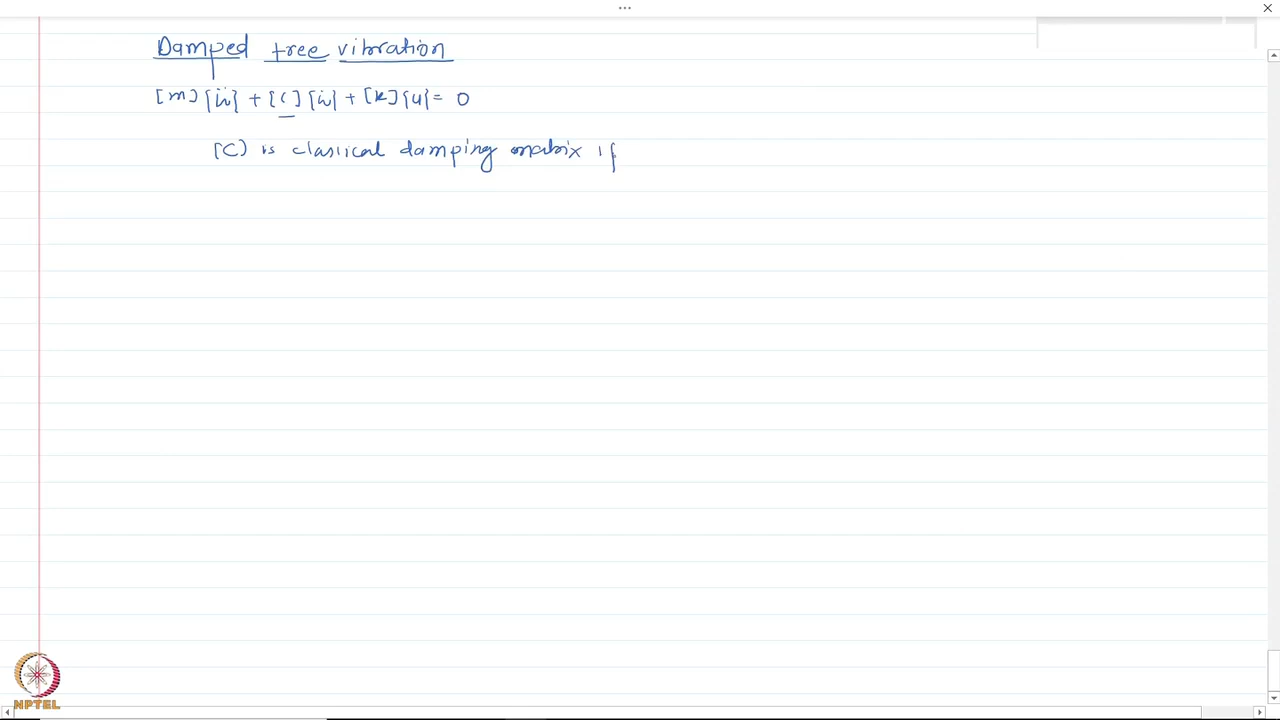 Damped free vibration
[m]{ü} + [c]{u̇} + [k]{u} = 0
[C] is classical damping matrix if
NPTEL